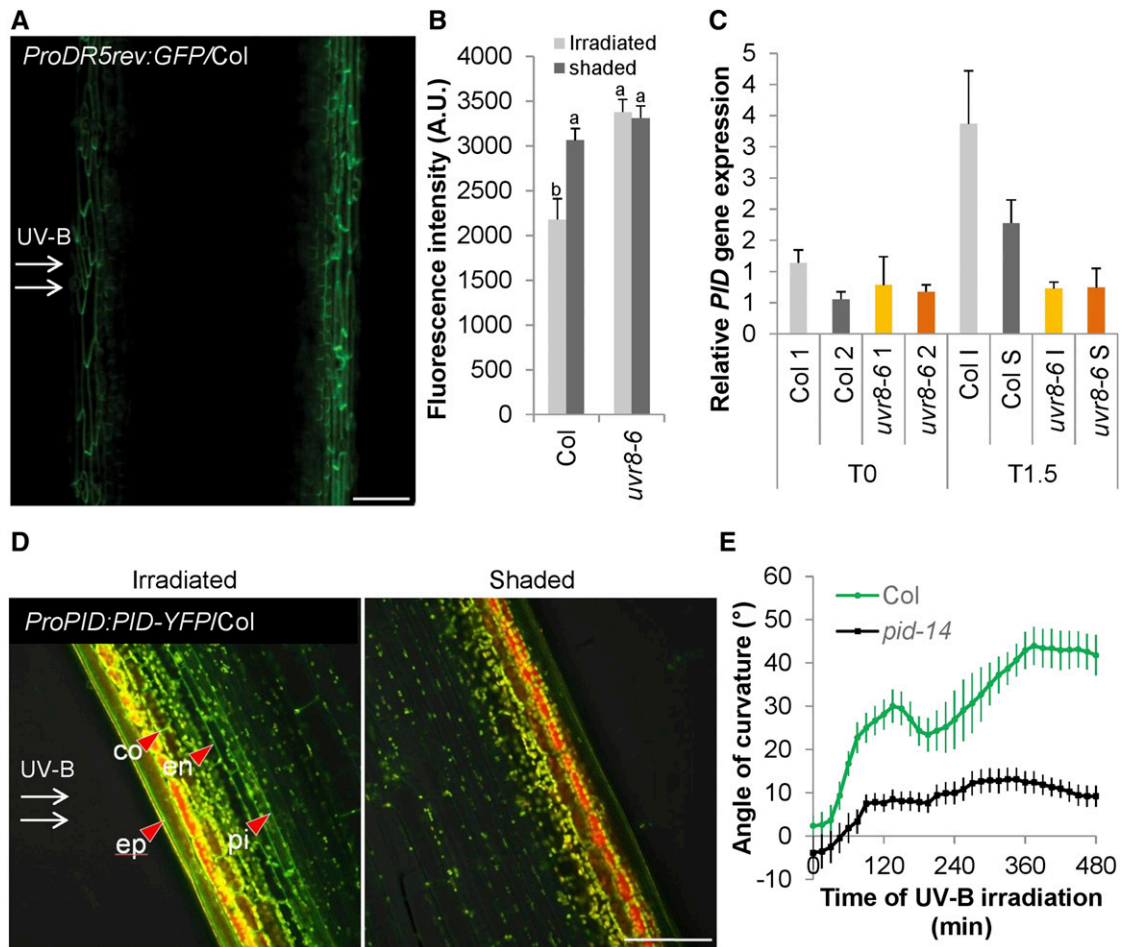 A
ProDR5rev:GFP/Col
UV-B
B
Fluorescence intensity (A.U.)
4000
3500
3000
2500
2000
1500
1000
500
0
Irradiated
shaded
b
a
a
a
Col
uvr8-6
C
Relative PID gene expression
5
4
4
3
3
2
2
1
1
0
Col 1
Col 2
uvr8-6 1
uvr8-6 2
Col I
Col S
uvr8-6 I
uvr8-6 S
T0
T1.5
D
Irradiated
Shaded
ProPID:PID-YFP/Col
co
en
UV-B
ep
pi
E
Angle of curvature (°)
60
50
40
30
20
10
0
-10
Col
pid-14
0
120
240
360
480
Time of UV-B irradiation
(min)